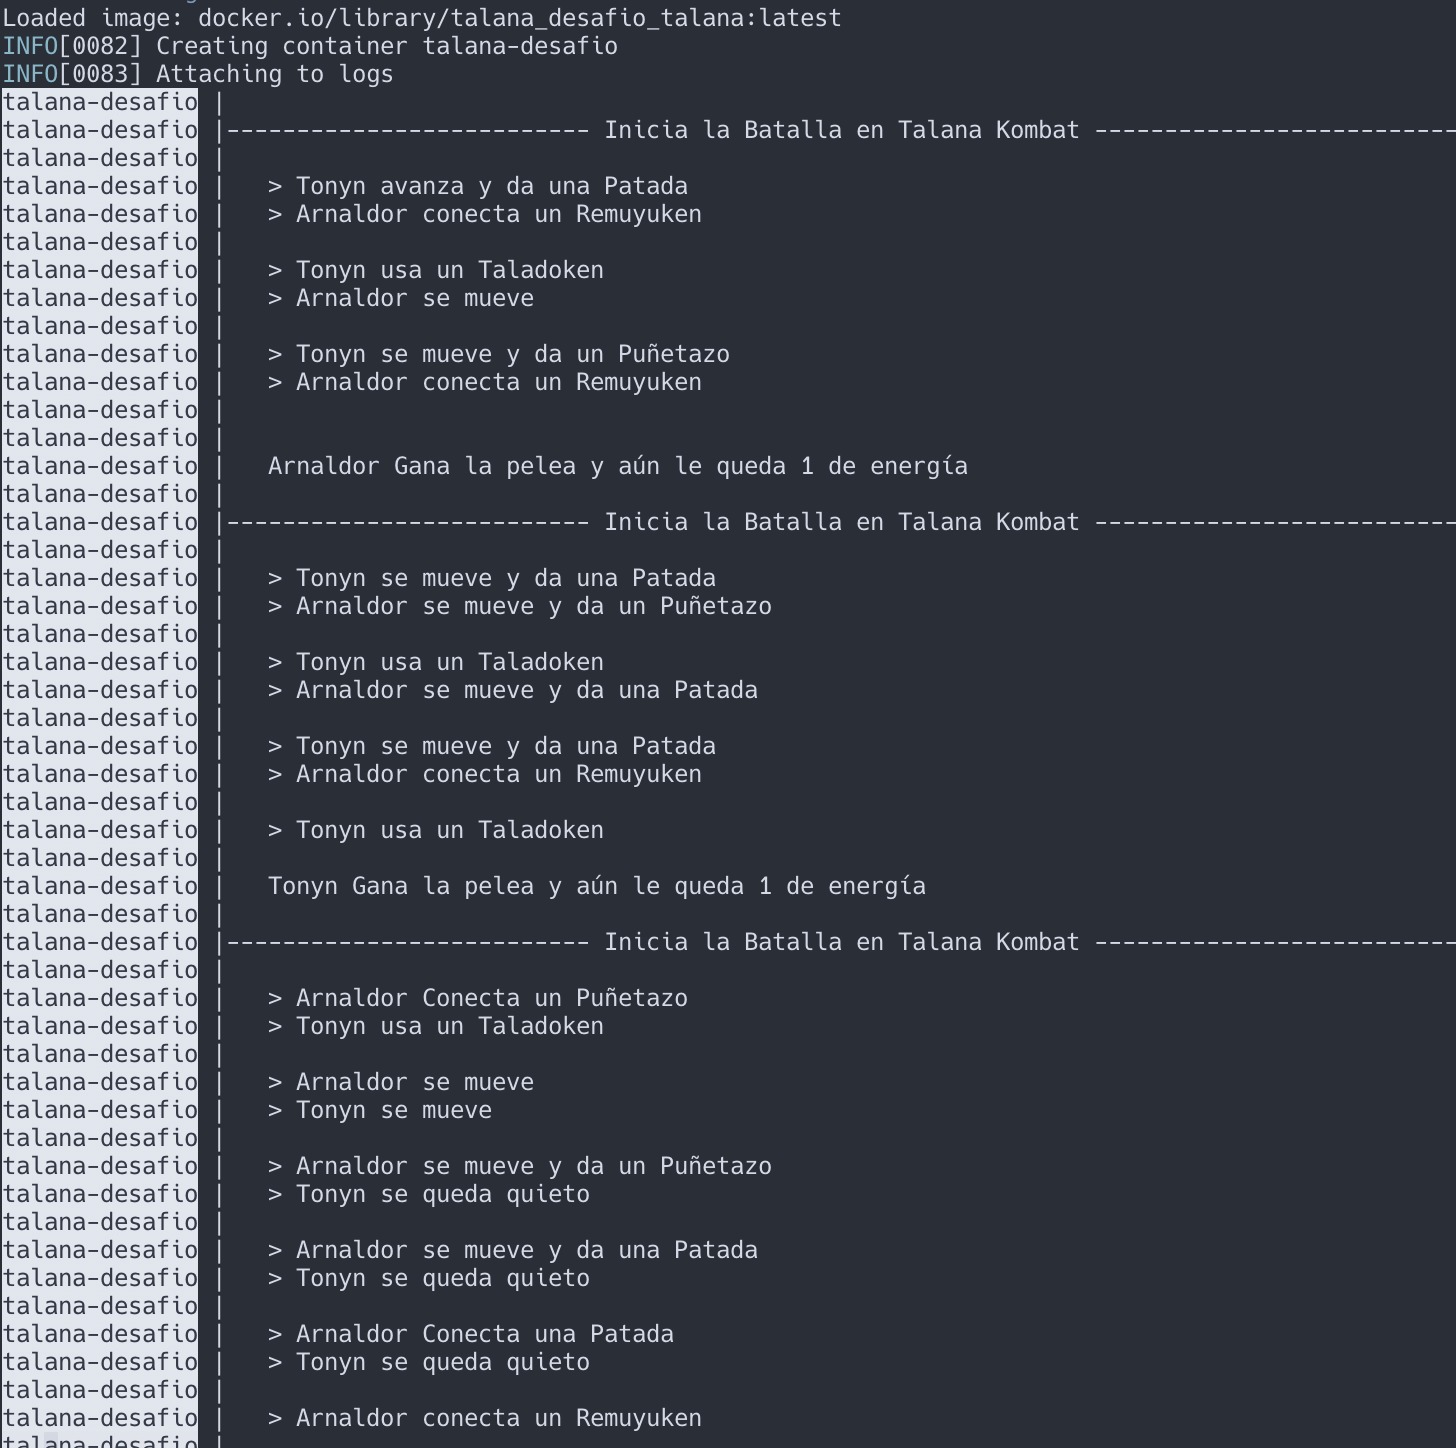 Loaded image: docker.io/library/talana_desafio_talana:latest
INFO[0082] Creating container talana-desafio
INFO[0083] Attaching to logs
talana-desafio |
talana-desafio |-------------------------- Inicia la Batalla en Talana Kombat --------------------------
talana-desafio |
talana-desafio |   > Tonyn avanza y da una Patada
talana-desafio |   > Arnaldor conecta un Remuyuken
talana-desafio |
talana-desafio |   > Tonyn usa un Taladoken
talana-desafio |   > Arnaldor se mueve
talana-desafio |
talana-desafio |   > Tonyn se mueve y da un Puñetazo
talana-desafio |   > Arnaldor conecta un Remuyuken
talana-desafio |
talana-desafio |
talana-desafio |   Arnaldor Gana la pelea y aún le queda 1 de energía
talana-desafio |
talana-desafio |-------------------------- Inicia la Batalla en Talana Kombat --------------------------
talana-desafio |
talana-desafio |   > Tonyn se mueve y da una Patada
talana-desafio |   > Arnaldor se mueve y da un Puñetazo
talana-desafio |
talana-desafio |   > Tonyn usa un Taladoken
talana-desafio |   > Arnaldor se mueve y da una Patada
talana-desafio |
talana-desafio |   > Tonyn se mueve y da una Patada
talana-desafio |   > Arnaldor conecta un Remuyuken
talana-desafio |
talana-desafio |   > Tonyn usa un Taladoken
talana-desafio |
talana-desafio |   Tonyn Gana la pelea y aún le queda 1 de energía
talana-desafio |
talana-desafio |-------------------------- Inicia la Batalla en Talana Kombat --------------------------
talana-desafio |
talana-desafio |   > Arnaldor Conecta un Puñetazo
talana-desafio |   > Tonyn usa un Taladoken
talana-desafio |
talana-desafio |   > Arnaldor se mueve
talana-desafio |   > Tonyn se mueve
talana-desafio |
talana-desafio |   > Arnaldor se mueve y da un Puñetazo
talana-desafio |   > Tonyn se queda quieto
talana-desafio |
talana-desafio |   > Arnaldor se mueve y da una Patada
talana-desafio |   > Tonyn se queda quieto
talana-desafio |
talana-desafio |   > Arnaldor Conecta una Patada
talana-desafio |   > Tonyn se queda quieto
talana-desafio |
talana-desafio |   > Arnaldor conecta un Remuyuken
talana-desafio |